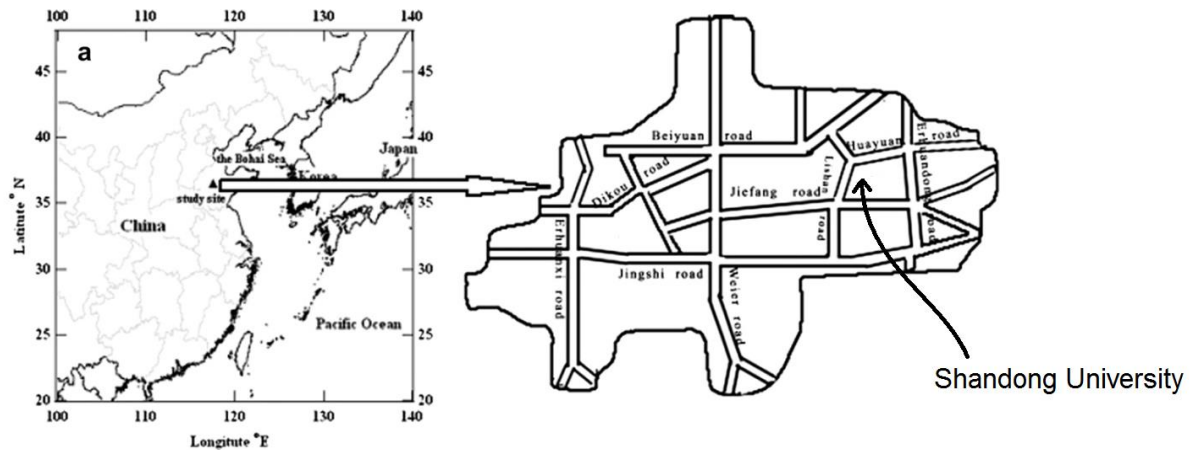 100 110 120 130 140
a
45 45
40 40
35 35
30 30
25 25
20 20
100 110 120 130 140
Latitute °N
Longitute °E
the Bohai Sea
Japan
Korea
study site
China
Pacific Ocean
Beiyuan road
Huayuan road
Erhuandong road
Dikou road
Lishan road
Jiefang road
Erhuanxi road
Jingshi road
Weier road
Shandong University